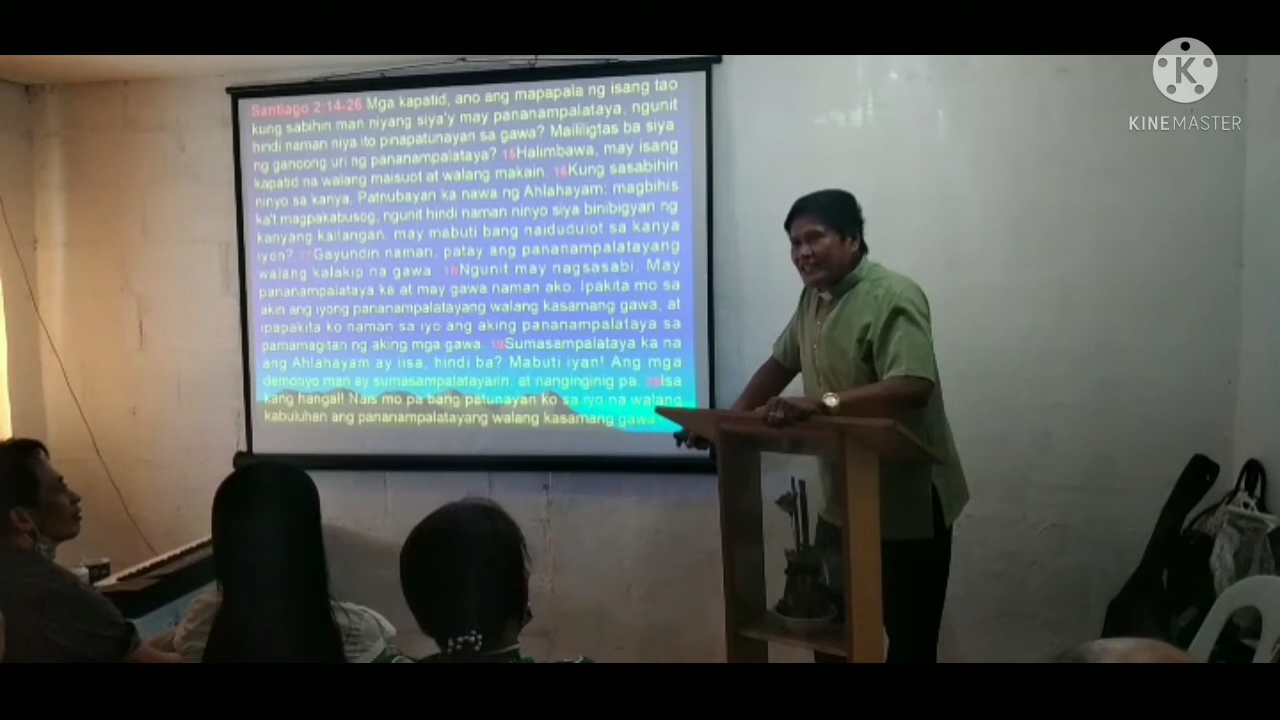 Santiago 2:14-26 Mga kapatid, ano ang mapapala ng isang tao
kung sabihin man niyang siya'y may pananampalataya, ngunit
hindi naman niya ito pinapatunayan sa gawa? Maililigtas ba siya
ng ganoong uri ng pananampalataya? 15Halimbawa, may isang
kapatid na walang maisuot at walang makain. 16Kung sasabihin
ninyo sa kanya. Patnubayan ka nawa ng Ahlahayam; magbihis
ka't magpakabusog, ngunit hindi naman ninyo siya binibigyan ng
kanyang kailangan, may mabuti bang naidudulot sa kanya
iyon? 17Gayundin naman, patay ang pananampalatayang
walang kalakip na gawa. 18Ngunit may nagsasabi. May
pananampalataya ka at may gawa naman ako. Ipakita mo sa
akin ang iyong pananampalatayang walang kasamang gawa, at
ipapakita ko naman sa iyo ang aking pananampalataya sa
pamamagitan ng aking mga gawa. 19Sumasampalataya ka na
ang Ahlahayam ay iisa, hindi ba? Mabuti iyan! Ang mga
demonyo man ay sumasampalatayarin, at nanginginig pa. 20Isa
kang hangal! Nais mo pa bang patunayan ko sa iyo na walang
kabuluhan ang pananampalatayang walang kasamang gawa
K
KINEMASTER